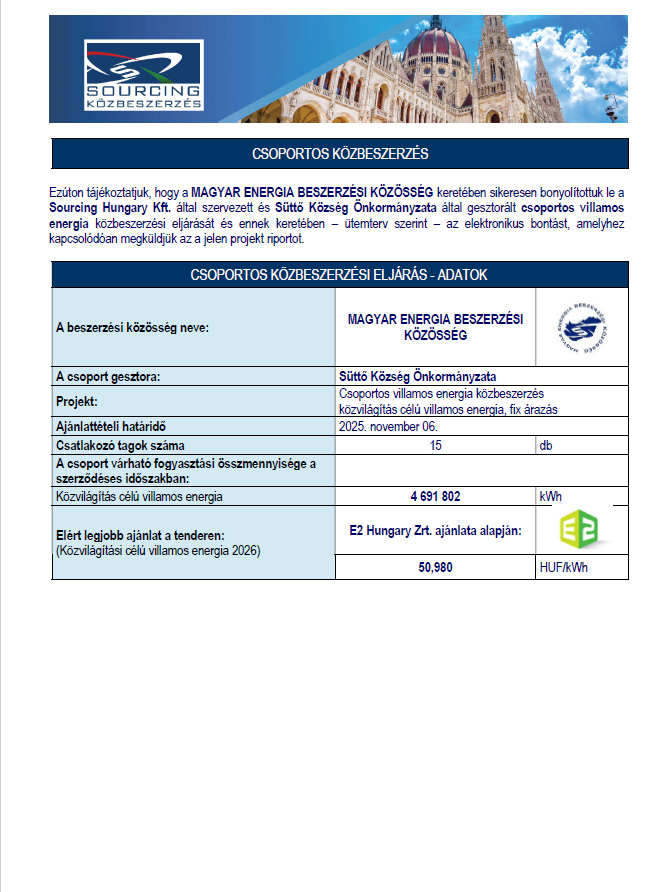 SOURCING
KÖZBESZERZÉS
CSOPORTOS KÖZBESZERZÉS
Ezúton tájékoztatjuk, hogy a MAGYAR ENERGIA BESZERZÉSI KÖZÖSSÉG keretében sikeresen bonyolítottuk le a
Sourcing Hungary Kft. által szervezett és Süttő Község Önkormányzata által gesztorált csoportos villamos
energia közbeszerzési eljárását és ennek keretében – ütemterv szerint – az elektronikus bontást, amelyhez
kapcsolódóan megküldjük az a jelen projekt riportot.
CSOPORTOS KÖZBESZERZÉSI ELJÁRÁS - ADATOK
A beszerzési közösség neve:
MAGYAR ENERGIA BESZERZÉSI
KÖZÖSSÉG
MAGYAR ENERGIA BESZERZÉSI KÖZÖSSÉG
A csoport gesztora:
Süttő Község Önkormányzata
Projekt:
Csoportos villamos energia közbeszerzés
közvilágítás célú villamos energia, fix árazás
Ajánlattételi határidő
2025. november 06.
Csatlakozó tagok száma
15
db
A csoport várható fogyasztási összmennyisége a
szerződéses időszakban:
Közvilágítás célú villamos energia
4 691 802
kWh
Elért legjobb ajánlat a tenderen:
(Közvilágítási célú villamos energia 2026)
E2 Hungary Zrt. ajánlata alapján:
E2
50,980
HUF/kWh